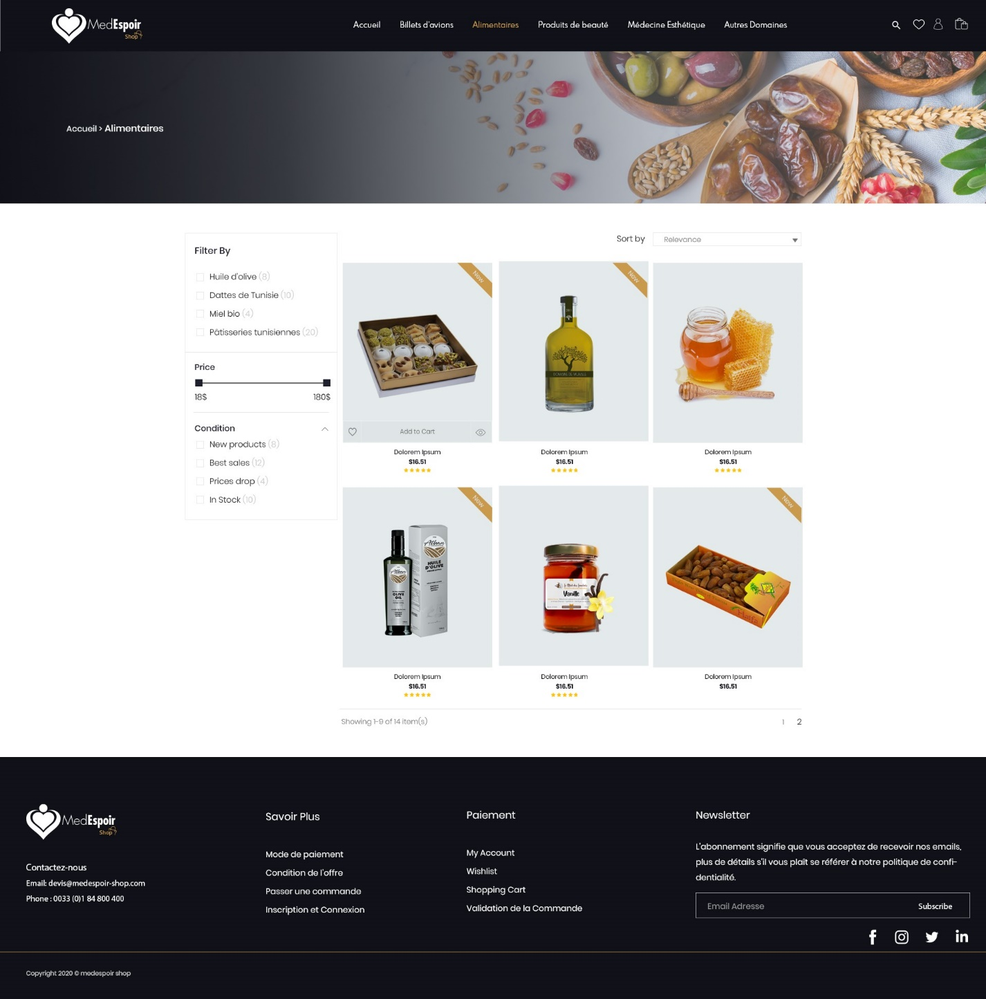 MedEspoir
Shop
Accueil
Billets d'avions
Alimentaires
Produits de beauté
Médecine Esthétique
Autres Domaines
Accueil > Alimentaires
Filter By
Huile d'olive (8)
Dattes de Tunisie (10)
Miel bio (4)
Pâtisseries tunisiennes (20)
Price
18$ 180$
Condition
New products (8)
Best sales (12)
Prices drop (4)
In Stock (10)
Sort by Relevance
New
New
DOMAINE DE
Add to Cart
Dolorem Ipsum
$16.51
Dolorem Ipsum
$16.51
Dolorem Ipsum
$16.51
New
New
HUILE
D'OLIVE
OLIVE
OIL
Vanille
Haifa
Dolorem Ipsum
$16.51
Dolorem Ipsum
$16.51
Dolorem Ipsum
$16.51
Showing 1-9 of 14 item(s)
1 2
MedEspoir
Shop
Contactez-nous
Email: devis@medespoir-shop.com
Phone : 0033 (0)1 84 800 400
Savoir Plus
Mode de paiement
Condition de l'offre
Passer une commande
Inscription et Connexion
Paiement
My Account
Wishlist
Shopping Cart
Validation de la Commande
Newsletter
L'abonnement signifie que vous acceptez de recevoir nos emails,
plus de détails s'il vous plaît se référer à notre politique de confi-
dentialité.
Email Adresse Subscribe
Copyright 2020 © medespoir shop